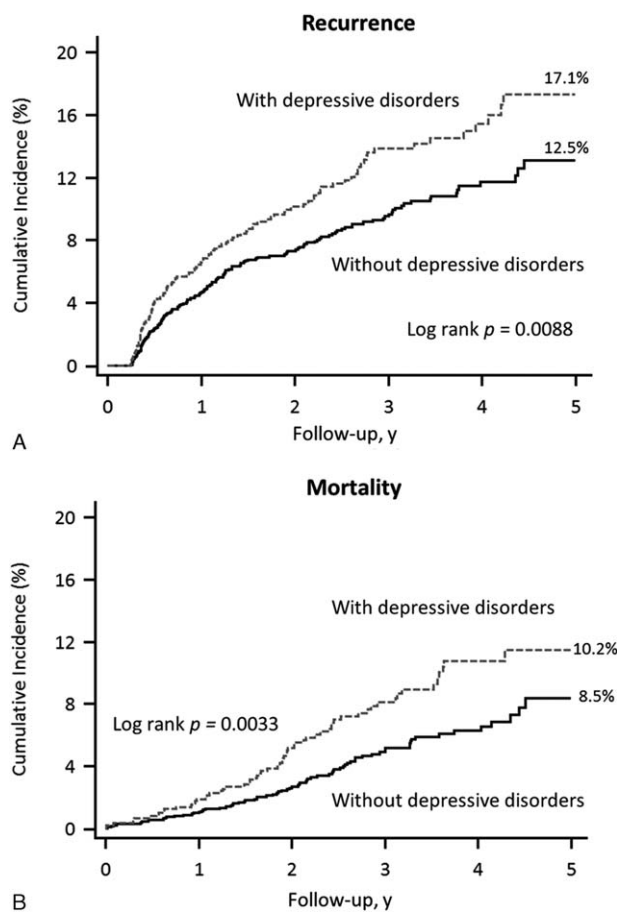 Recurrence
20
16
12
8
4
0
Cumulative Incidence (%)
With depressive disorders
17.1%
12.5%
Without depressive disorders
Log rank p = 0.0088
0 1 2 3 4 5
Follow-up, y
A
Mortality
20
16
12
8
4
0
Cumulative Incidence (%)
With depressive disorders
10.2%
Log rank p = 0.0033
8.5%
Without depressive disorders
0 1 2 3 4 5
Follow-up, y
B